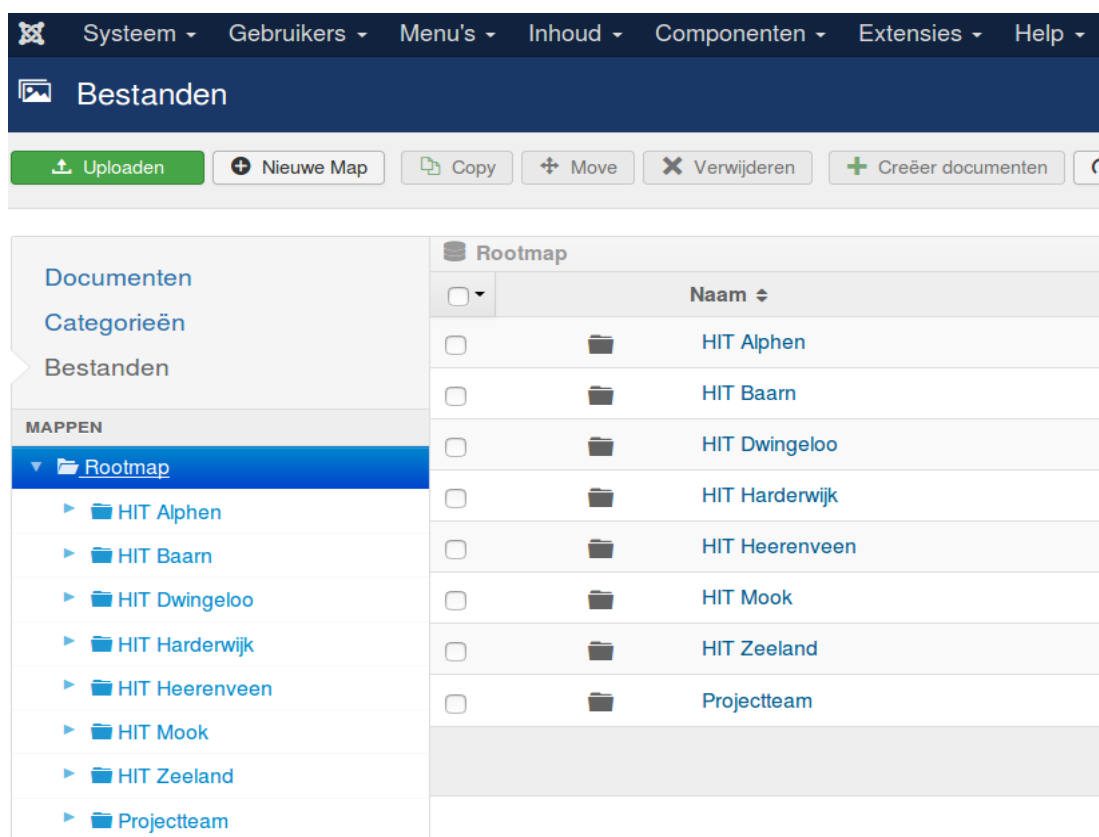 Systeem Gebruikers Menu's Inhoud Componenten Extensies Help
Bestanden
Uploaden Nieuwe Map Copy Move Verwijderen Creëer documenten
Documenten
Categorieën
Bestanden
MAPPEN
Rootmap
HIT Alphen
HIT Baarn
HIT Dwingeloo
HIT Harderwijk
HIT Heerenveen
HIT Mook
HIT Zeeland
Projectteam
Rootmap
Naam
HIT Alphen
HIT Baarn
HIT Dwingeloo
HIT Harderwijk
HIT Heerenveen
HIT Mook
HIT Zeeland
Projectteam